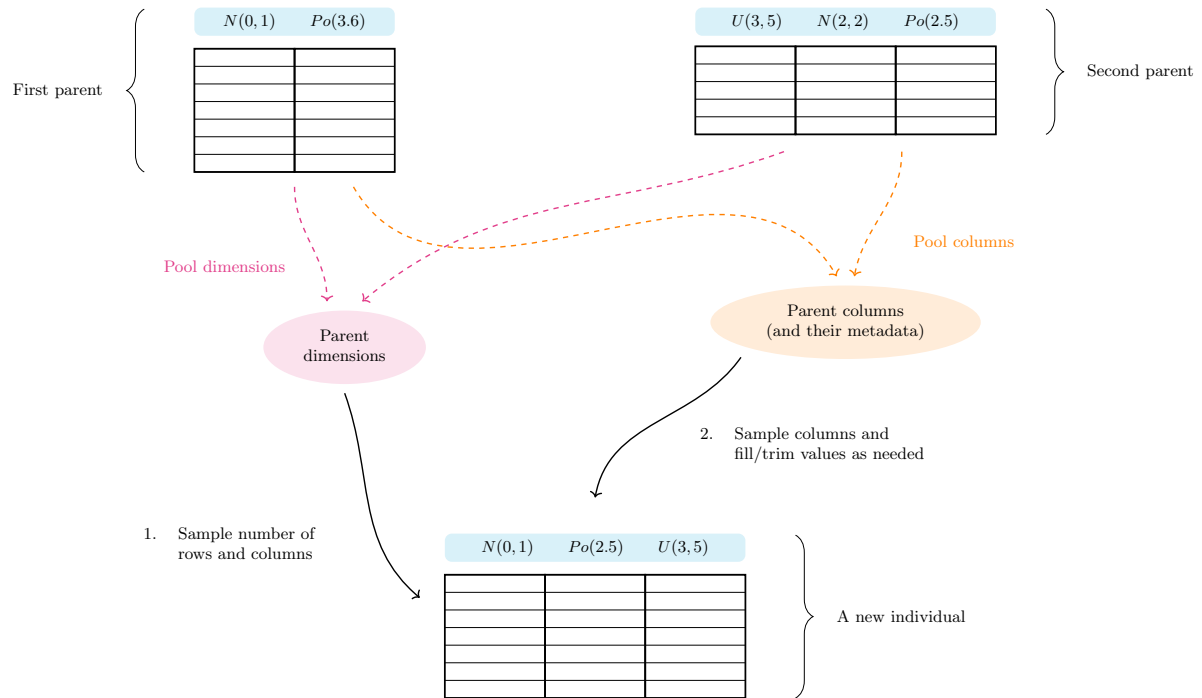 N(0, 1) Po(3.6)
U(3, 5) N(2, 2) Po(2.5)
First parent
Second parent
Pool dimensions
Pool columns
Parent
dimensions
Parent columns
(and their metadata)
2. Sample columns and
fill/trim values as needed
1. Sample number of
rows and columns
N(0, 1) Po(2.5) U(3, 5)
A new individual